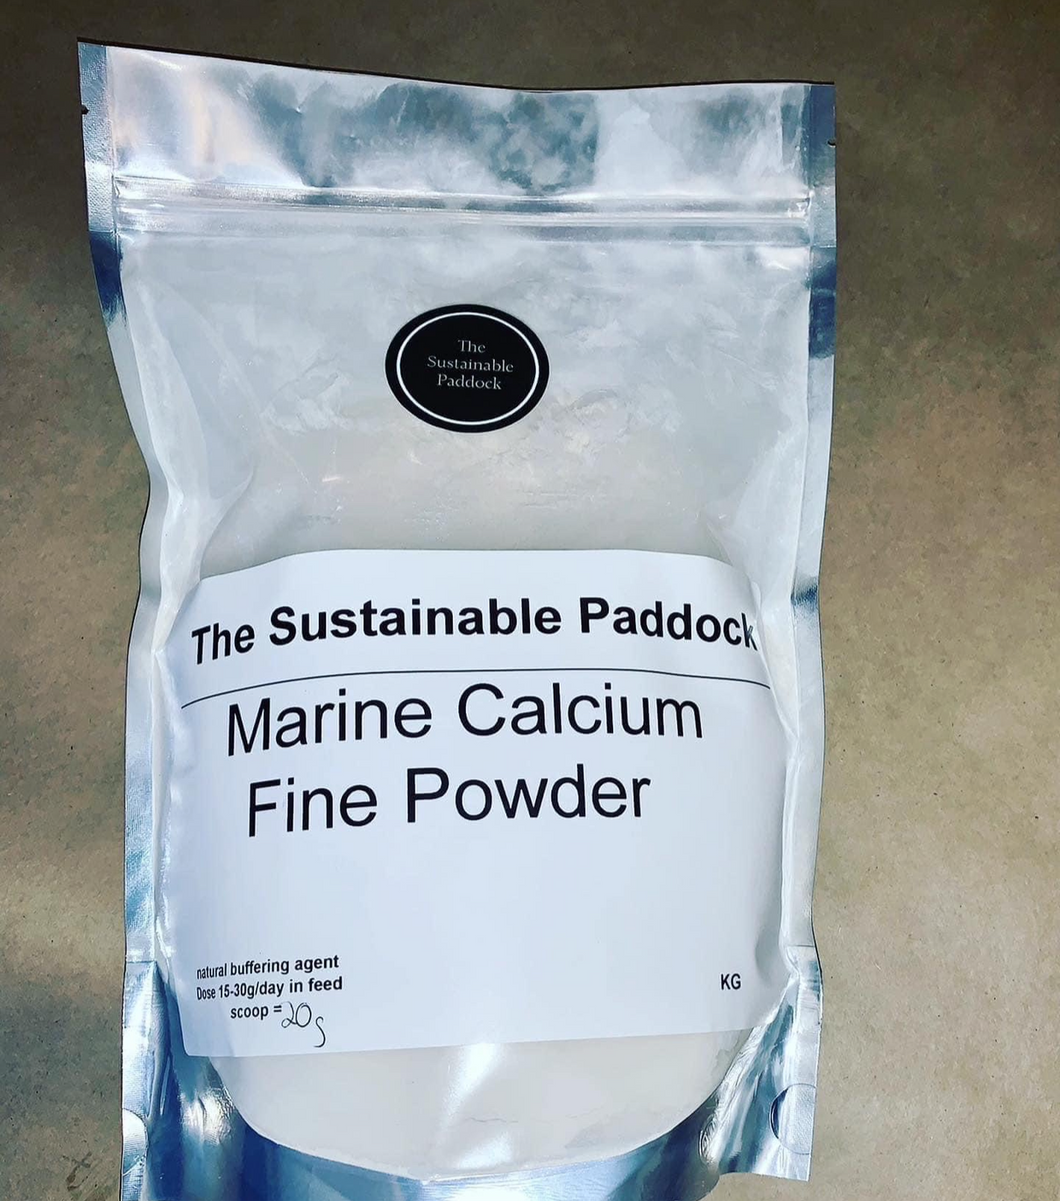 The
Sustainable
Paddock
The Sustainable Paddock
Marine Calcium
Fine Powder
natural buffering agent
Dose 15-30g/day in feed
scoop = 20g
KG